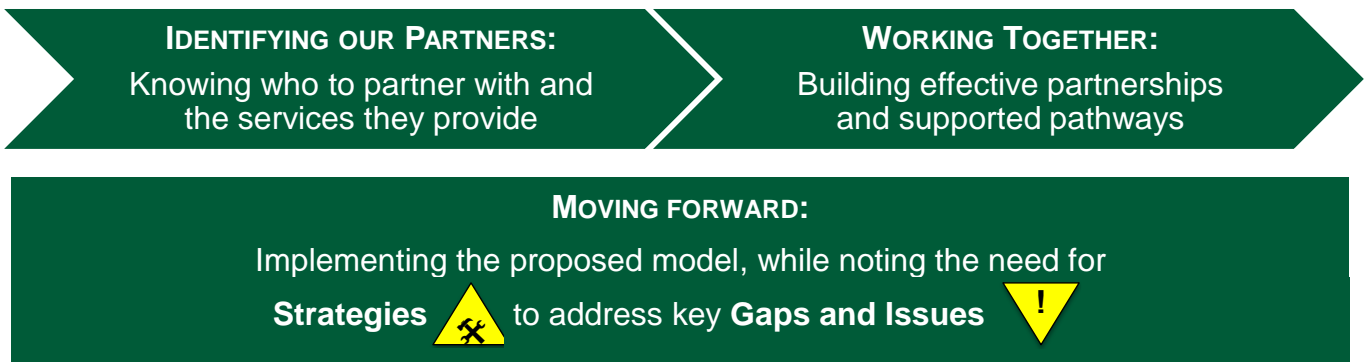 IDENTIFYING OUR PARTNERS:
Knowing who to partner with and
the services they provide
WORKING TOGETHER:
Building effective partnerships
and supported pathways
MOVING FORWARD:
Implementing the proposed model, while noting the need for
Strategies to address key Gaps and Issues !